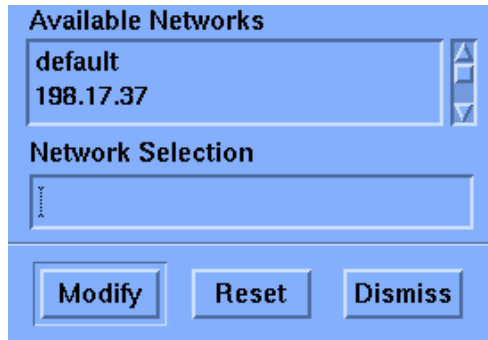 Available Networks
default
198.17.37
Network Selection
Modify Reset Dismiss